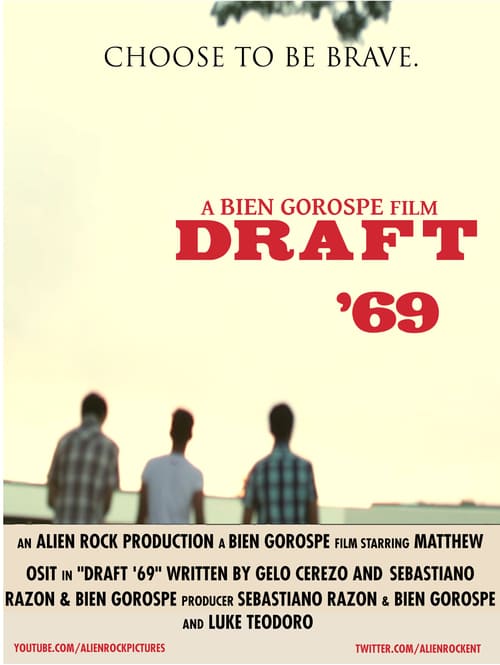 CHOOSE TO BE BRAVE.
A BIEN GOROSPE FILM
DRAFT
'69
AN ALIEN ROCK PRODUCTION A BIEN GOROSPE FILM STARRING MATTHEW
OSIT IN "DRAFT '69" WRITTEN BY GELO CEREZO AND SEBASTIANO
RAZON & BIEN GOROSPE PRODUCER SEBASTIANO RAZON & BIEN GOROSPE
AND LUKE TEODORO
YOUTUBE.COM/ALIENROCKPICTURES TWITTER.COM/ALIENROCKENT